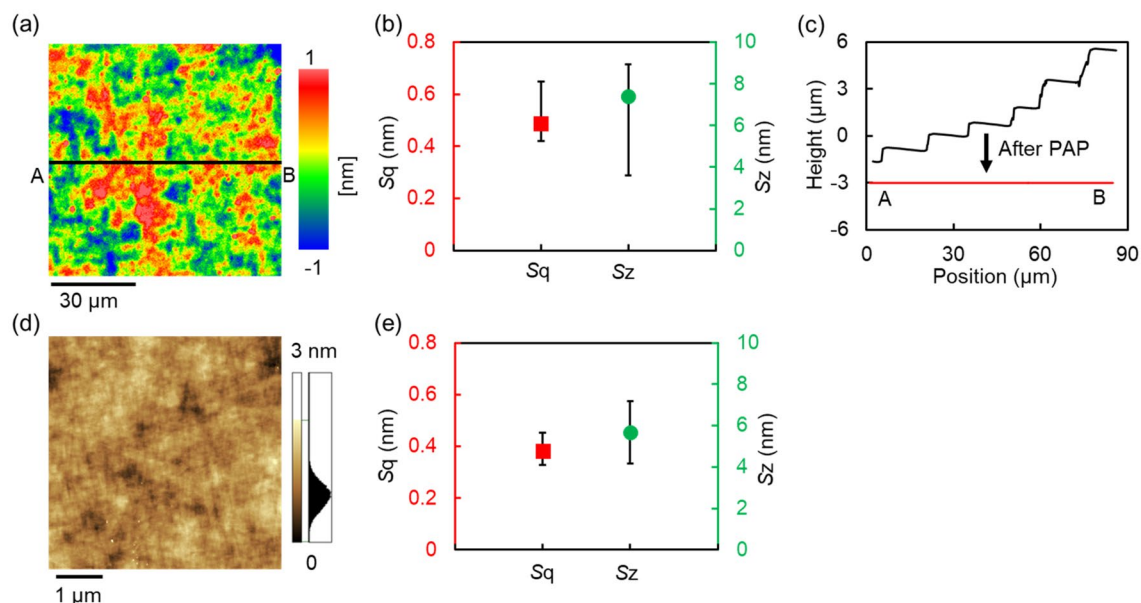 (a)
1
A
B
[nm]
-1
30 μm
(b)
0.8
0.6
0.4
0.2
0
Sq (nm)
10
8
6
4
2
0
Sz (nm)
Sq
Sz
(c)
6
3
0
-3
-6
Height (μm)
After PAP
A
B
0
30
60
90
Position (μm)
(d)
3 nm
0
1 μm
(e)
0.8
0.6
0.4
0.2
0
Sq (nm)
10
8
6
4
2
0
Sz (nm)
Sq
Sz